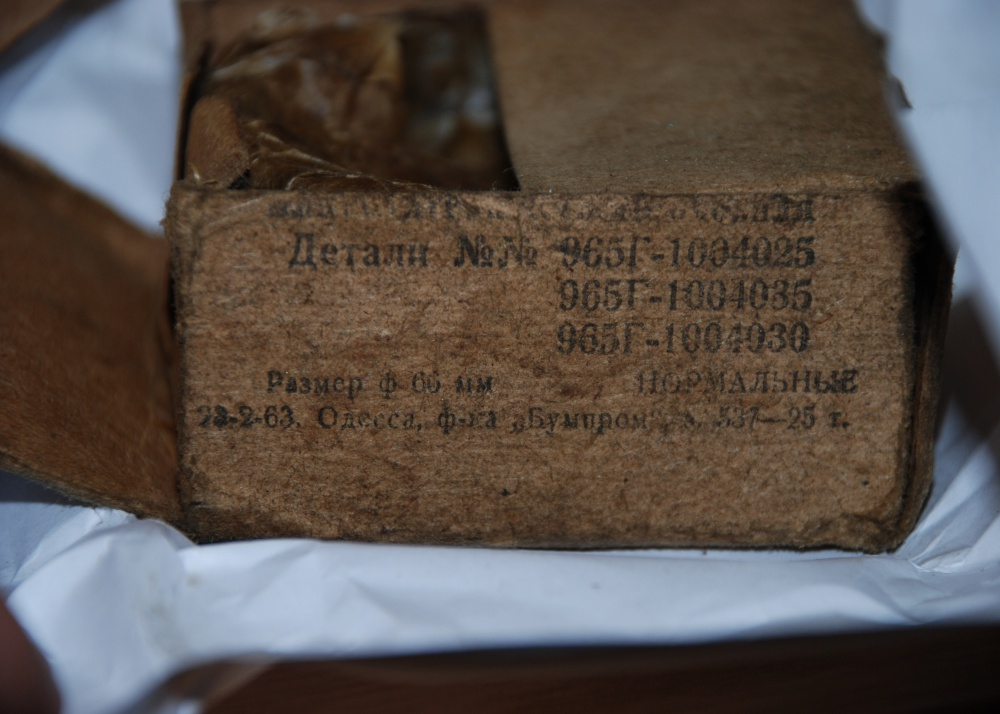 Детали №№ 965Г-1004025
965Г-1004035
965Г-1004030
Размер ф 66 мм НОРМАЛЬНЫЕ
23-2-63. Одесса, ф-ка „Бумпром“, з. 537—25 т.